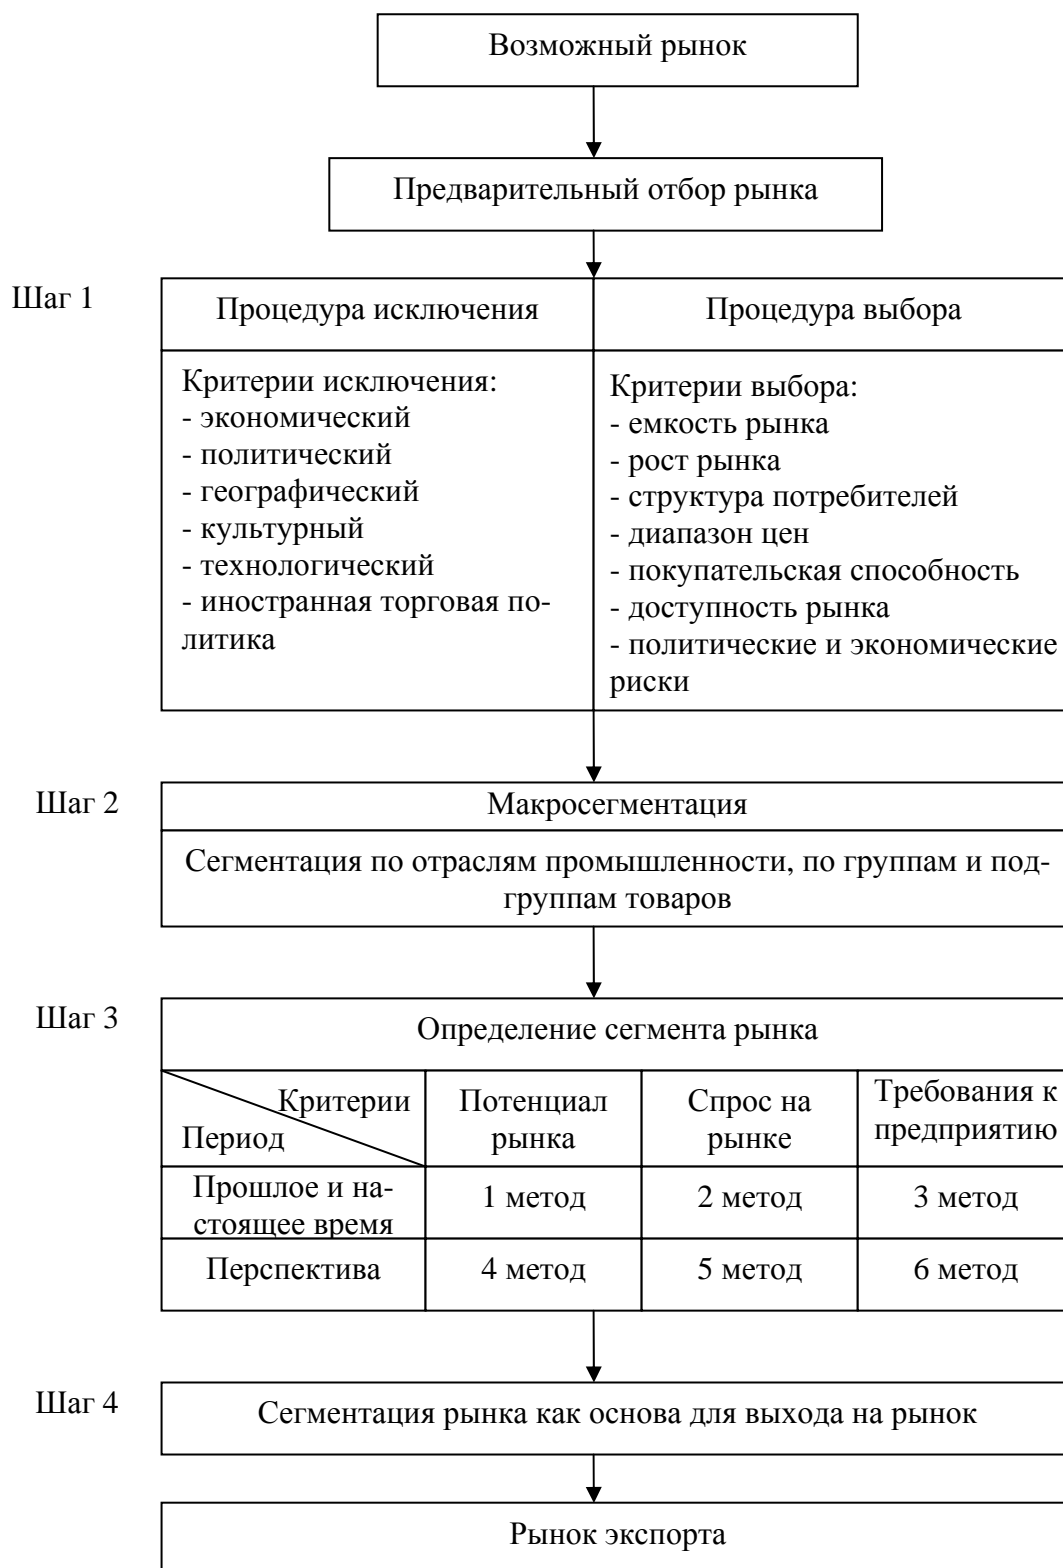 Возможный рынок
Предварительный отбор рынка
Шаг 1
Процедура исключения
Процедура выбора
Критерии исключения:
- экономический
- политический
- географический
- культурный
- технологический
- иностранная торговая по-
литика
Критерии выбора:
- емкость рынка
- рост рынка
- структура потребителей
- диапазон цен
- покупательская способность
- доступность рынка
- политические и экономические
риски
Шаг 2
Макросегментация
Сегментация по отраслям промышленности, по группам и под-
группам товаров
Шаг 3
Определение сегмента рынка
Критерии
Период
Потенциал
рынка
Спрос на
рынке
Требования к
предприятию
Прошлое и на-
стоящее время
1 метод
2 метод
3 метод
Перспектива
4 метод
5 метод
6 метод
Шаг 4
Сегментация рынка как основа для выхода на рынок
Рынок экспорта